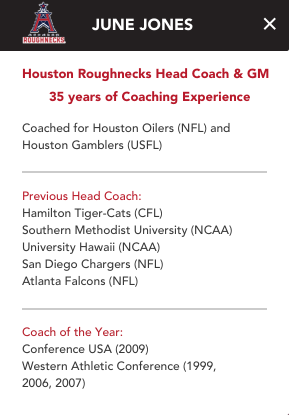 ROUGHNECKS
JUNE JONES
×
Houston Roughnecks Head Coach & GM
35 years of Coaching Experience
Coached for Houston Oilers (NFL) and
Houston Gamblers (USFL)
Previous Head Coach:
Hamilton Tiger-Cats (CFL)
Southern Methodist University (NCAA)
University Hawaii (NCAA)
San Diego Chargers (NFL)
Atlanta Falcons (NFL)
Coach of the Year:
Conference USA (2009)
Western Athletic Conference (1999,
2006, 2007)